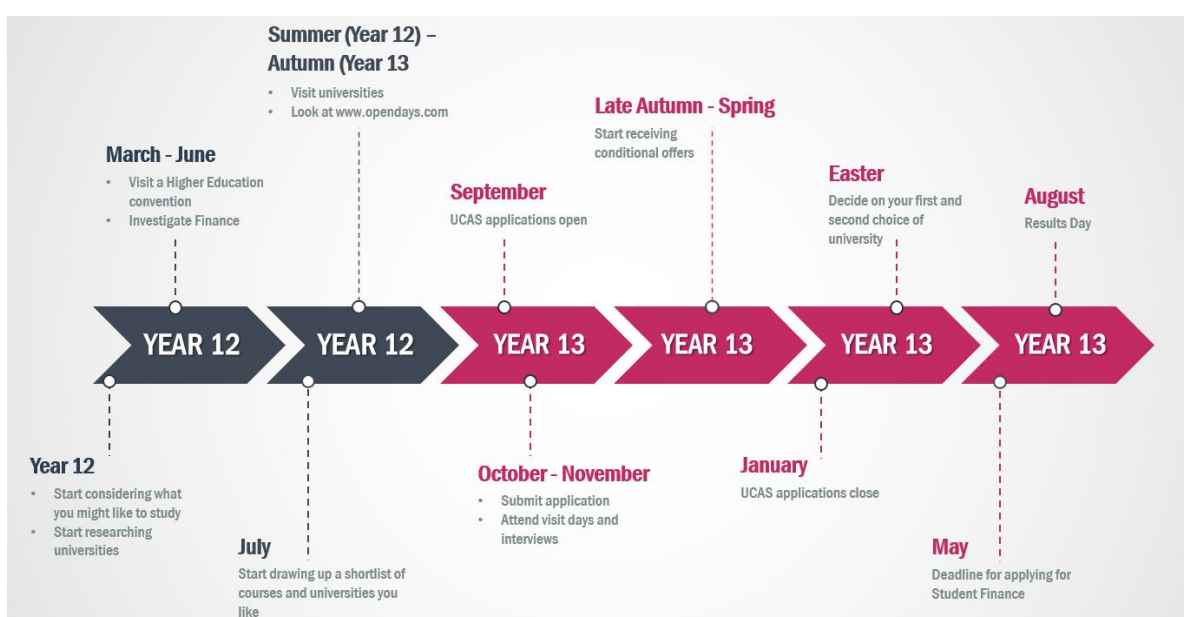 Summer (Year 12) –
Autumn (Year 13
• Visit universities
• Look at www.opendays.com
March - June
• Visit a Higher Education
convention
• Investigate Finance
September
UCAS applications open
Late Autumn - Spring
Start receiving
conditional offers
Easter
Decide on your first and
second choice of
university
August
Results Day
YEAR 12
YEAR 12
YEAR 13
YEAR 13
YEAR 13
YEAR 13
Year 12
• Start considering what
you might like to study
• Start researching
universities
July
Start drawing up a shortlist of
courses and universities you
like
October - November
• Submit application
• Attend visit days and
interviews
January
UCAS applications close
May
Deadline for applying for
Student Finance